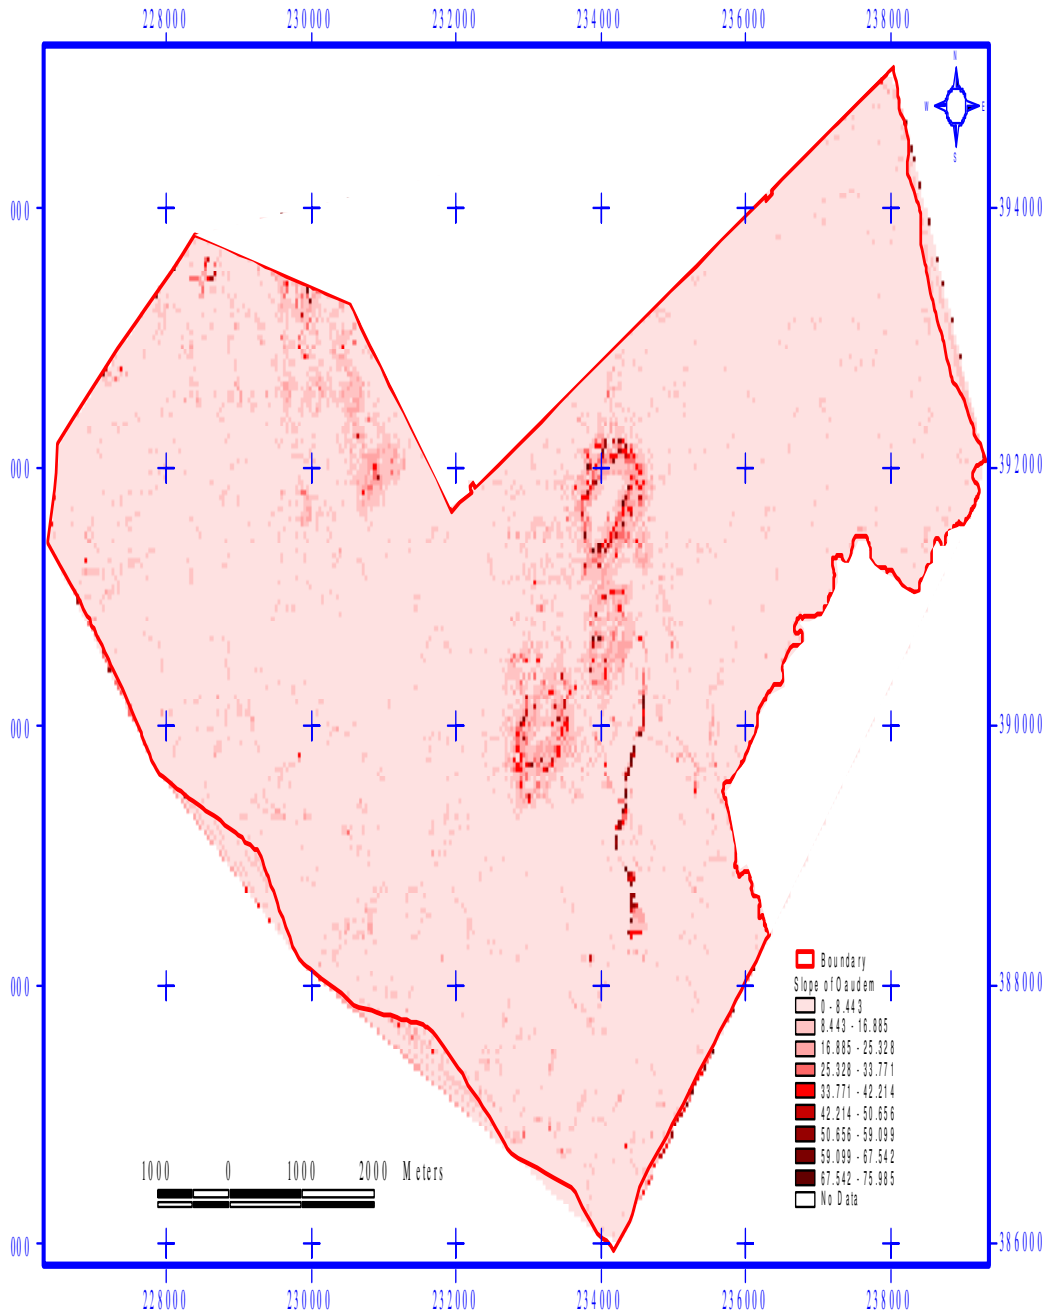 228000 230000 232000 234000 236000 238000
N
W E
S
000 394000
000 392000
000 390000
000 388000
000 386000
Boundary
Slope of Oaudem
0 - 8.443
8.443 - 16.885
16.885 - 25.328
25.328 - 33.771
33.771 - 42.214
42.214 - 50.656
50.656 - 59.099
59.099 - 67.542
67.542 - 75.985
No Data
1000 0 1000 2000 Meters
228000 230000 232000 234000 236000 238000